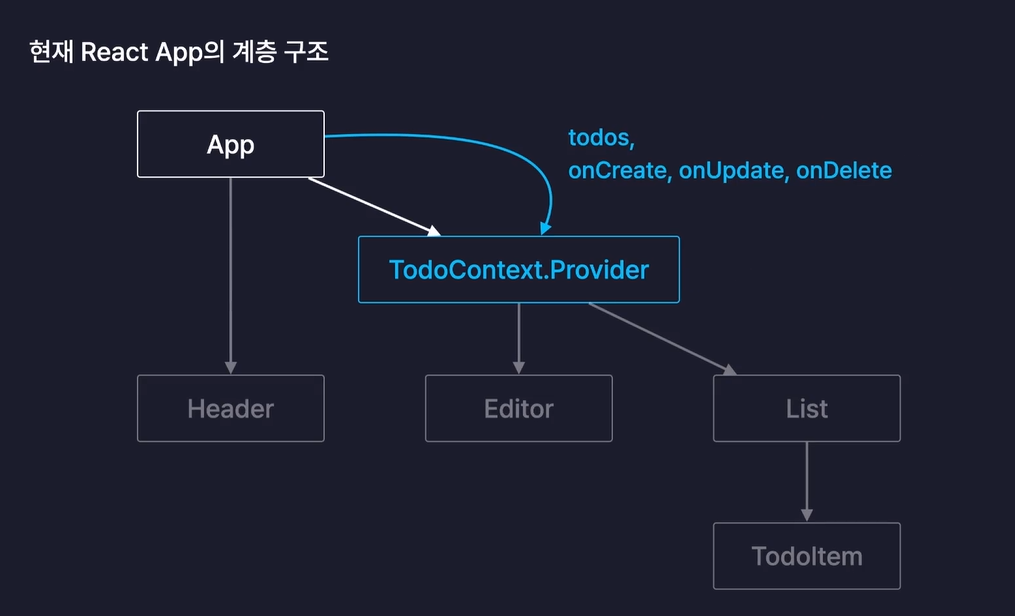 현재 React App의 계층 구조
App
todos,
onCreate, onUpdate, onDelete
TodoContext.Provider
Header
Editor
List
TodoItem